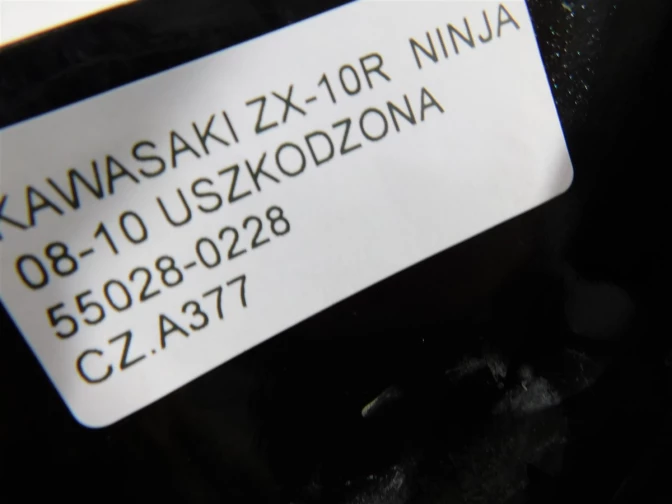 KAWASAKI ZX-10R NINJA
08-10 USZKODZONA
55028-0228
CZ.A377